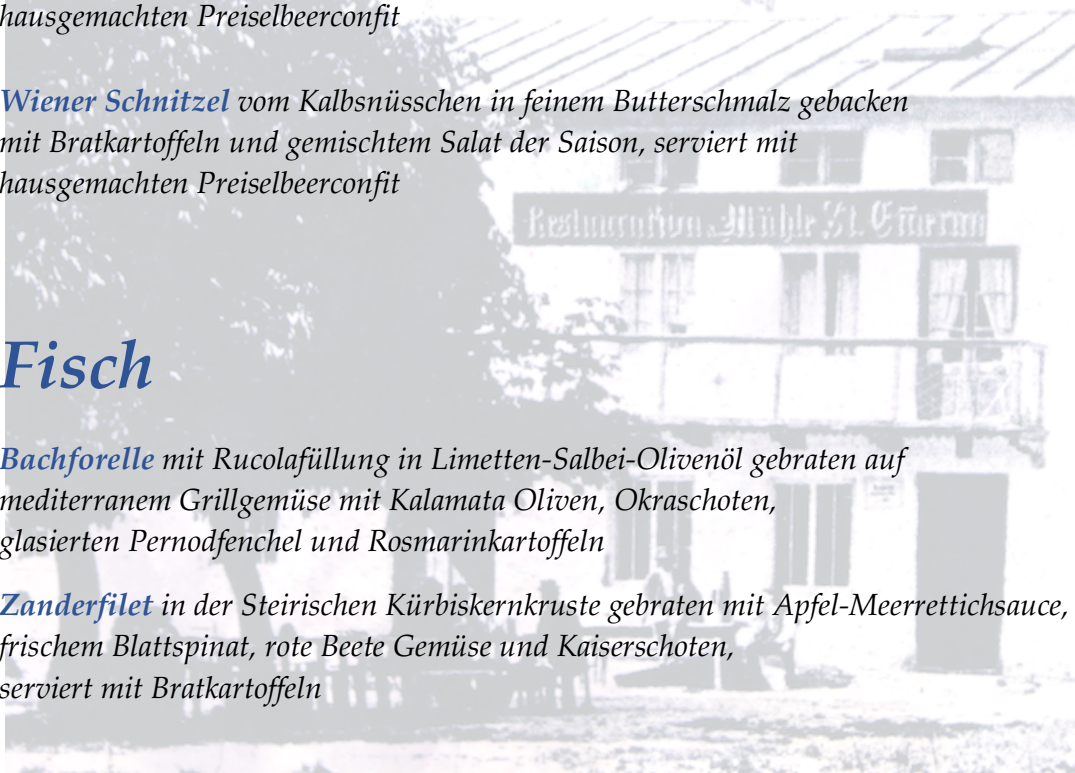 hausgemachten Preiselbeerconfit
Wiener Schnitzel vom Kalbsnüsschen in feinem Butterschmalz gebacken
mit Bratkartoffeln und gemischtem Salat der Saison, serviert mit
hausgemachten Preiselbeerconfit
Restauration Mühle St. Emeram
Fisch
Bachforelle mit Rucolafüllung in Limetten-Salbei-Olivenöl gebraten auf
mediterranem Grillgemüse mit Kalamata Oliven, Okraschoten,
glasierten Pernodfenchel und Rosmarinkartoffeln
Zanderfilet in der Steirischen Kürbiskernkruste gebraten mit Apfel-Meerrettichsauce,
frischem Blattspinat, rote Beete Gemüse und Kaiserschoten,
serviert mit Bratkartoffeln